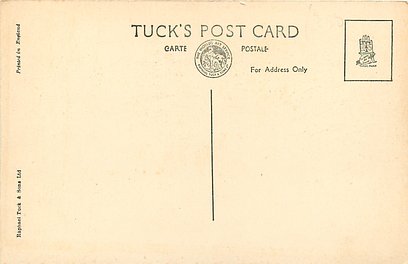 TUCK'S POST CARD
CARTE POSTALE
For Address Only
Printed in England
Raphael Tuck & Sons Ltd